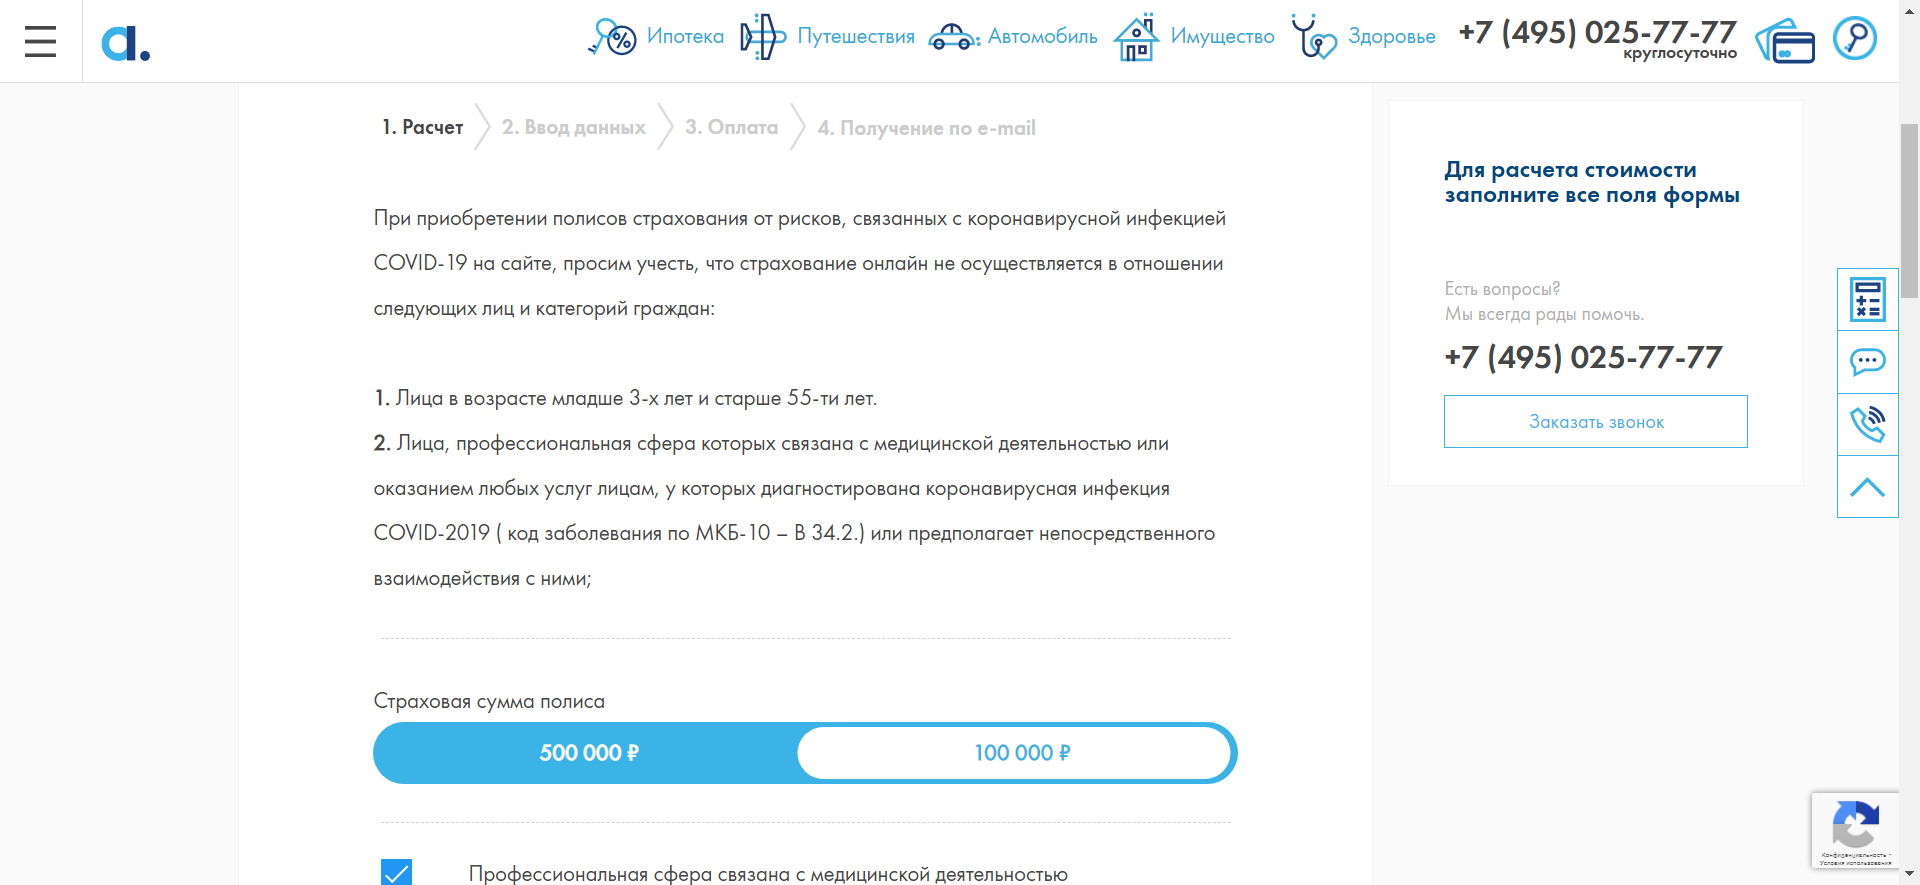 a.
Ипотека
Путешествия
Автомобиль
Имущество
Здоровье
+7 (495) 025-77-77
круглосуточно
1. Расчет
2. Ввод данных
3. Оплата
4. Получение по e-mail
При приобретении полисов страхования от рисков, связанных с коронавирусной инфекцией
COVID-19 на сайте, просим учесть, что страхование онлайн не осуществляется в отношении
следующих лиц и категорий граждан:
1. Лица в возрасте младше 3-х лет и старше 55-ти лет.
2. Лица, профессиональная сфера которых связана с медицинской деятельностью или
оказанием любых услуг лицам, у которых диагностирована коронавирусная инфекция
COVID-2019 ( код заболевания по МКБ-10 – В 34.2.) или предполагает непосредственного
взаимодействия с ними;
Страховая сумма полиса
500 000 ₽
100 000 ₽
Профессиональная сфера связана с медицинской деятельностью
Для расчета стоимости
заполните все поля формы
Есть вопросы?
Мы всегда рады помочь.
+7 (495) 025-77-77
Заказать звонок
Конфиденциальность -
Условия использования